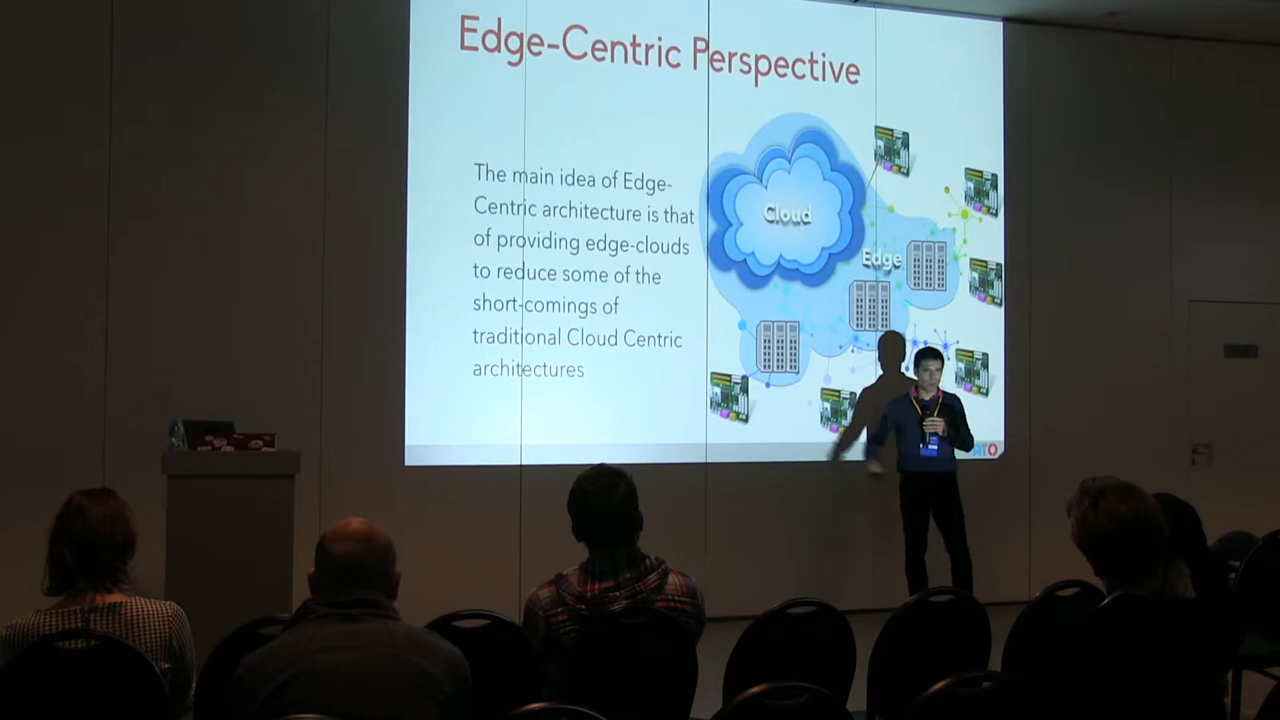 Edge-Centric Perspective
The main idea of Edge-
Centric architecture is that
of providing edge-clouds
to reduce some of the
short-comings of
traditional Cloud Centric
architectures
Cloud
Edge